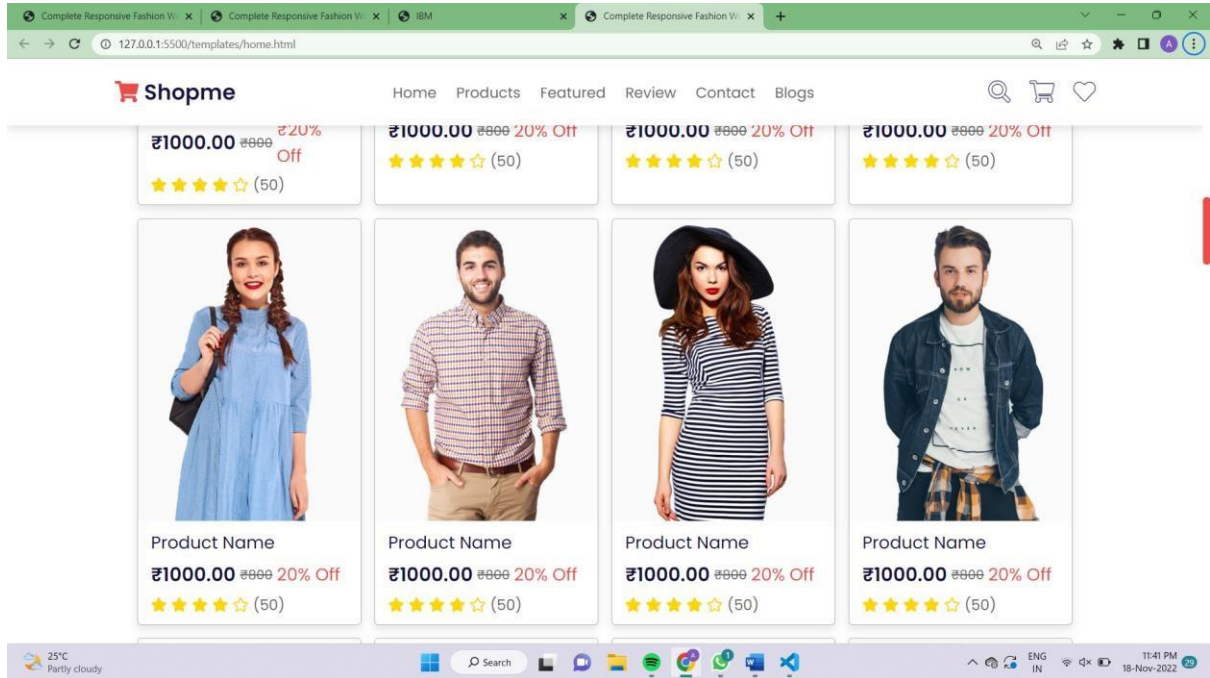 Complete Responsive Fashion W
Complete Responsive Fashion W
IBM
Complete Responsive Fashion W
127.0.0.1:5500/templates/home.html
A
Shopme
Home Products Featured Review Contact Blogs
₹1000.00 ₹800 ₹20% Off
(50)
₹1000.00 ₹800 20% Off
(50)
₹1000.00 ₹800 20% Off
(50)
₹1000.00 ₹800 20% Off
(50)
Product Name
₹1000.00 ₹800 20% Off
(50)
Product Name
₹1000.00 ₹800 20% Off
(50)
Product Name
₹1000.00 ₹800 20% Off
(50)
Product Name
₹1000.00 ₹800 20% Off
(50)
25°C
Partly cloudy
Search
ENG
IN
11:41 PM
18-Nov-2022
29